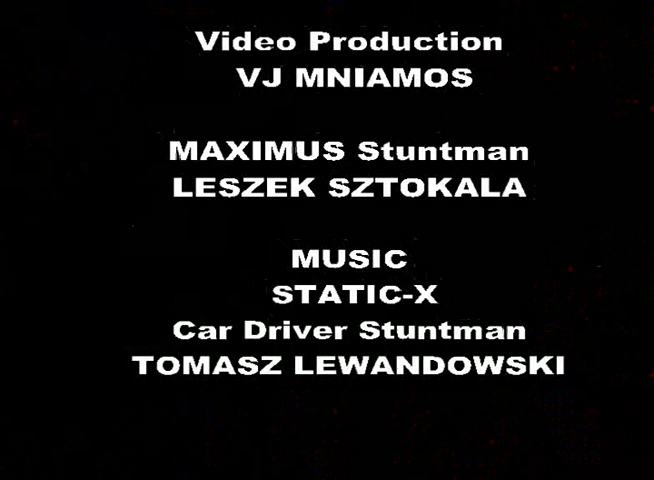 Video Production
VJ MNIAMOS
MAXIMUS Stuntman
LESZEK SZTOKALA
MUSIC
STATIC-X
Car Driver Stuntman
TOMASZ LEWANDOWSKI